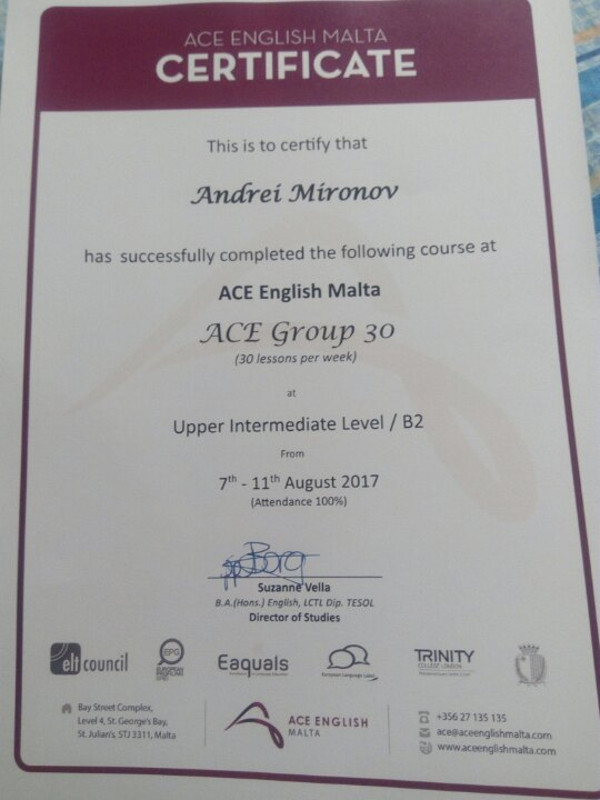 ACE ENGLISH MALTA
CERTIFICATE
This is to certify that
Andrei Mironov
has successfully completed the following course at
ACE English Malta
ACE Group 30
(30 lessons per week)
at
Upper Intermediate Level / B2
From
7th - 11th August 2017
(Attendance 100%)
Suzanne Vella
B.A.(Hons.) English, LCTL Dip. TESOL
Director of Studies
elt council
EPG
Eaquals
European Language Label
TRINITY
COLLEGE LONDON
Bay Street Complex,
Level 4, St. George's Bay,
St. Julian's, STJ 3311, Malta
ACE ENGLISH
MALTA
+356 27 135 135
ace@aceenglishmalta.com
www.aceenglishmalta.com